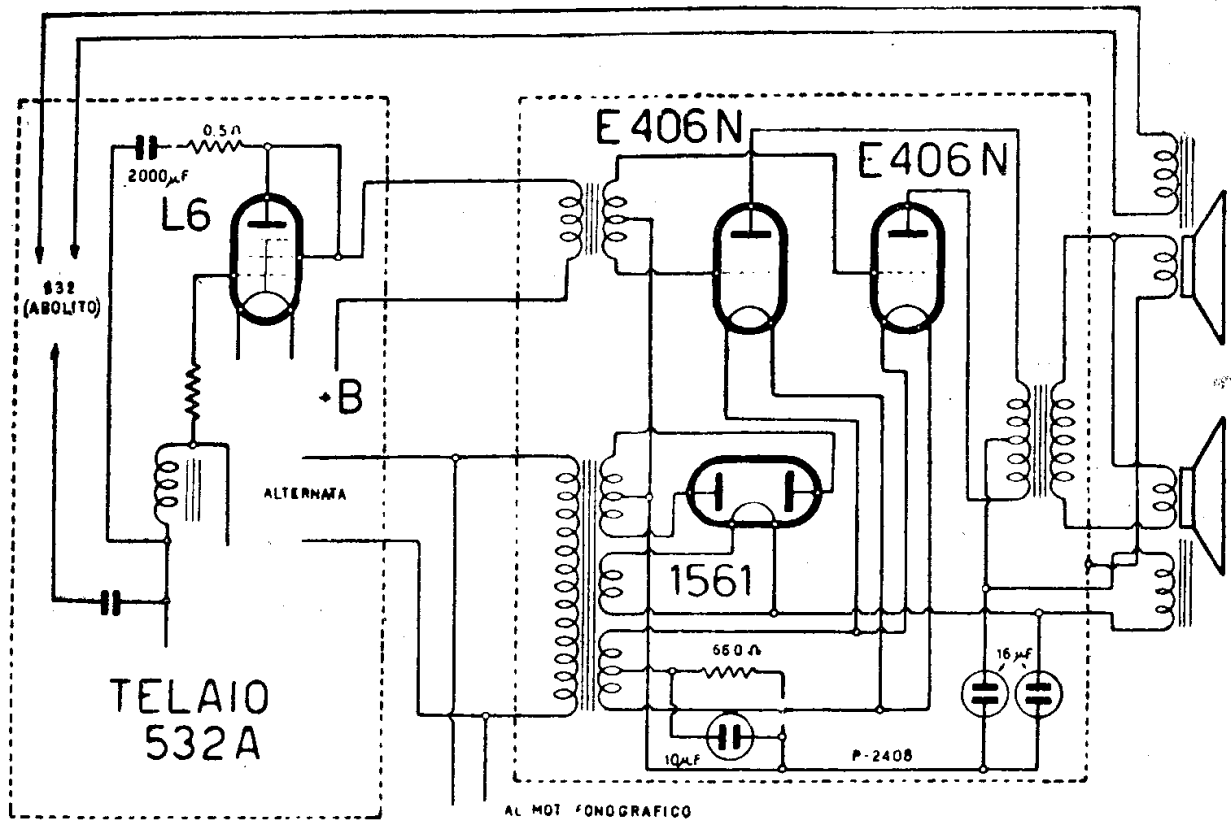 E406N
E406N
0.5Ω
2000μF
L6
532
(ABOLITO)
+B
ALTERNATA
1561
660Ω
16μF
TELAIO
532A
10μF
P-2408
AL MOT FONOGRAFICO